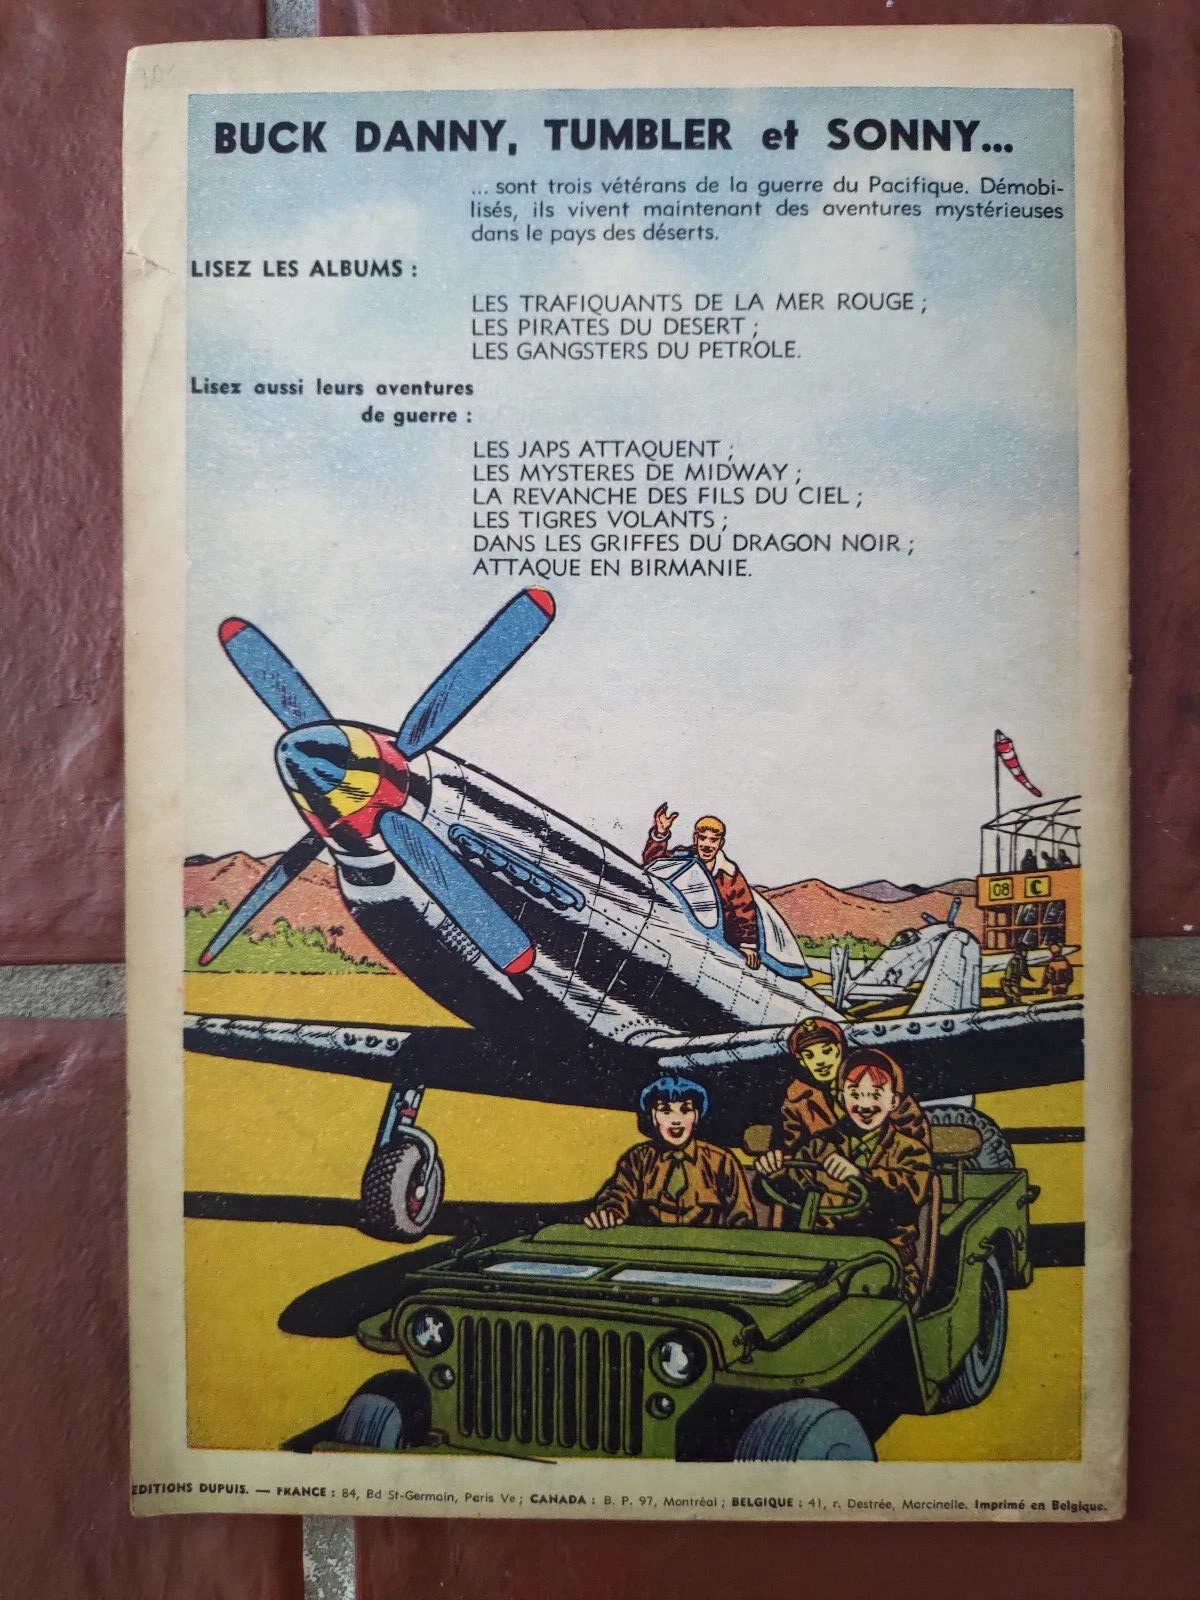 BUCK DANNY, TUMBLER et SONNY...
... sont trois vétérans de la guerre du Pacifique. Démobi-
lisés, ils vivent maintenant des aventures mystérieuses
dans le pays des déserts.
LISEZ LES ALBUMS :
LES TRAFIQUANTS DE LA MER ROUGE ;
LES PIRATES DU DESERT ;
LES GANGSTERS DU PETROLE.
Lisez aussi leurs aventures
de guerre :
LES JAPS ATTAQUENT ;
LES MYSTERES DE MIDWAY ;
LA REVANCHE DES FILS DU CIEL ;
LES TIGRES VOLANTS ;
DANS LES GRIFFES DU DRAGON NOIR ;
ATTAQUE EN BIRMANIE.
08 C
EDITIONS DUPUIS. — FRANCE : 84, Bd St-Germain, Paris Ve ; CANADA : B. P. 97, Montréal ; BELGIQUE : 41, r. Destrée, Marcinelle. Imprimé en Belgique.